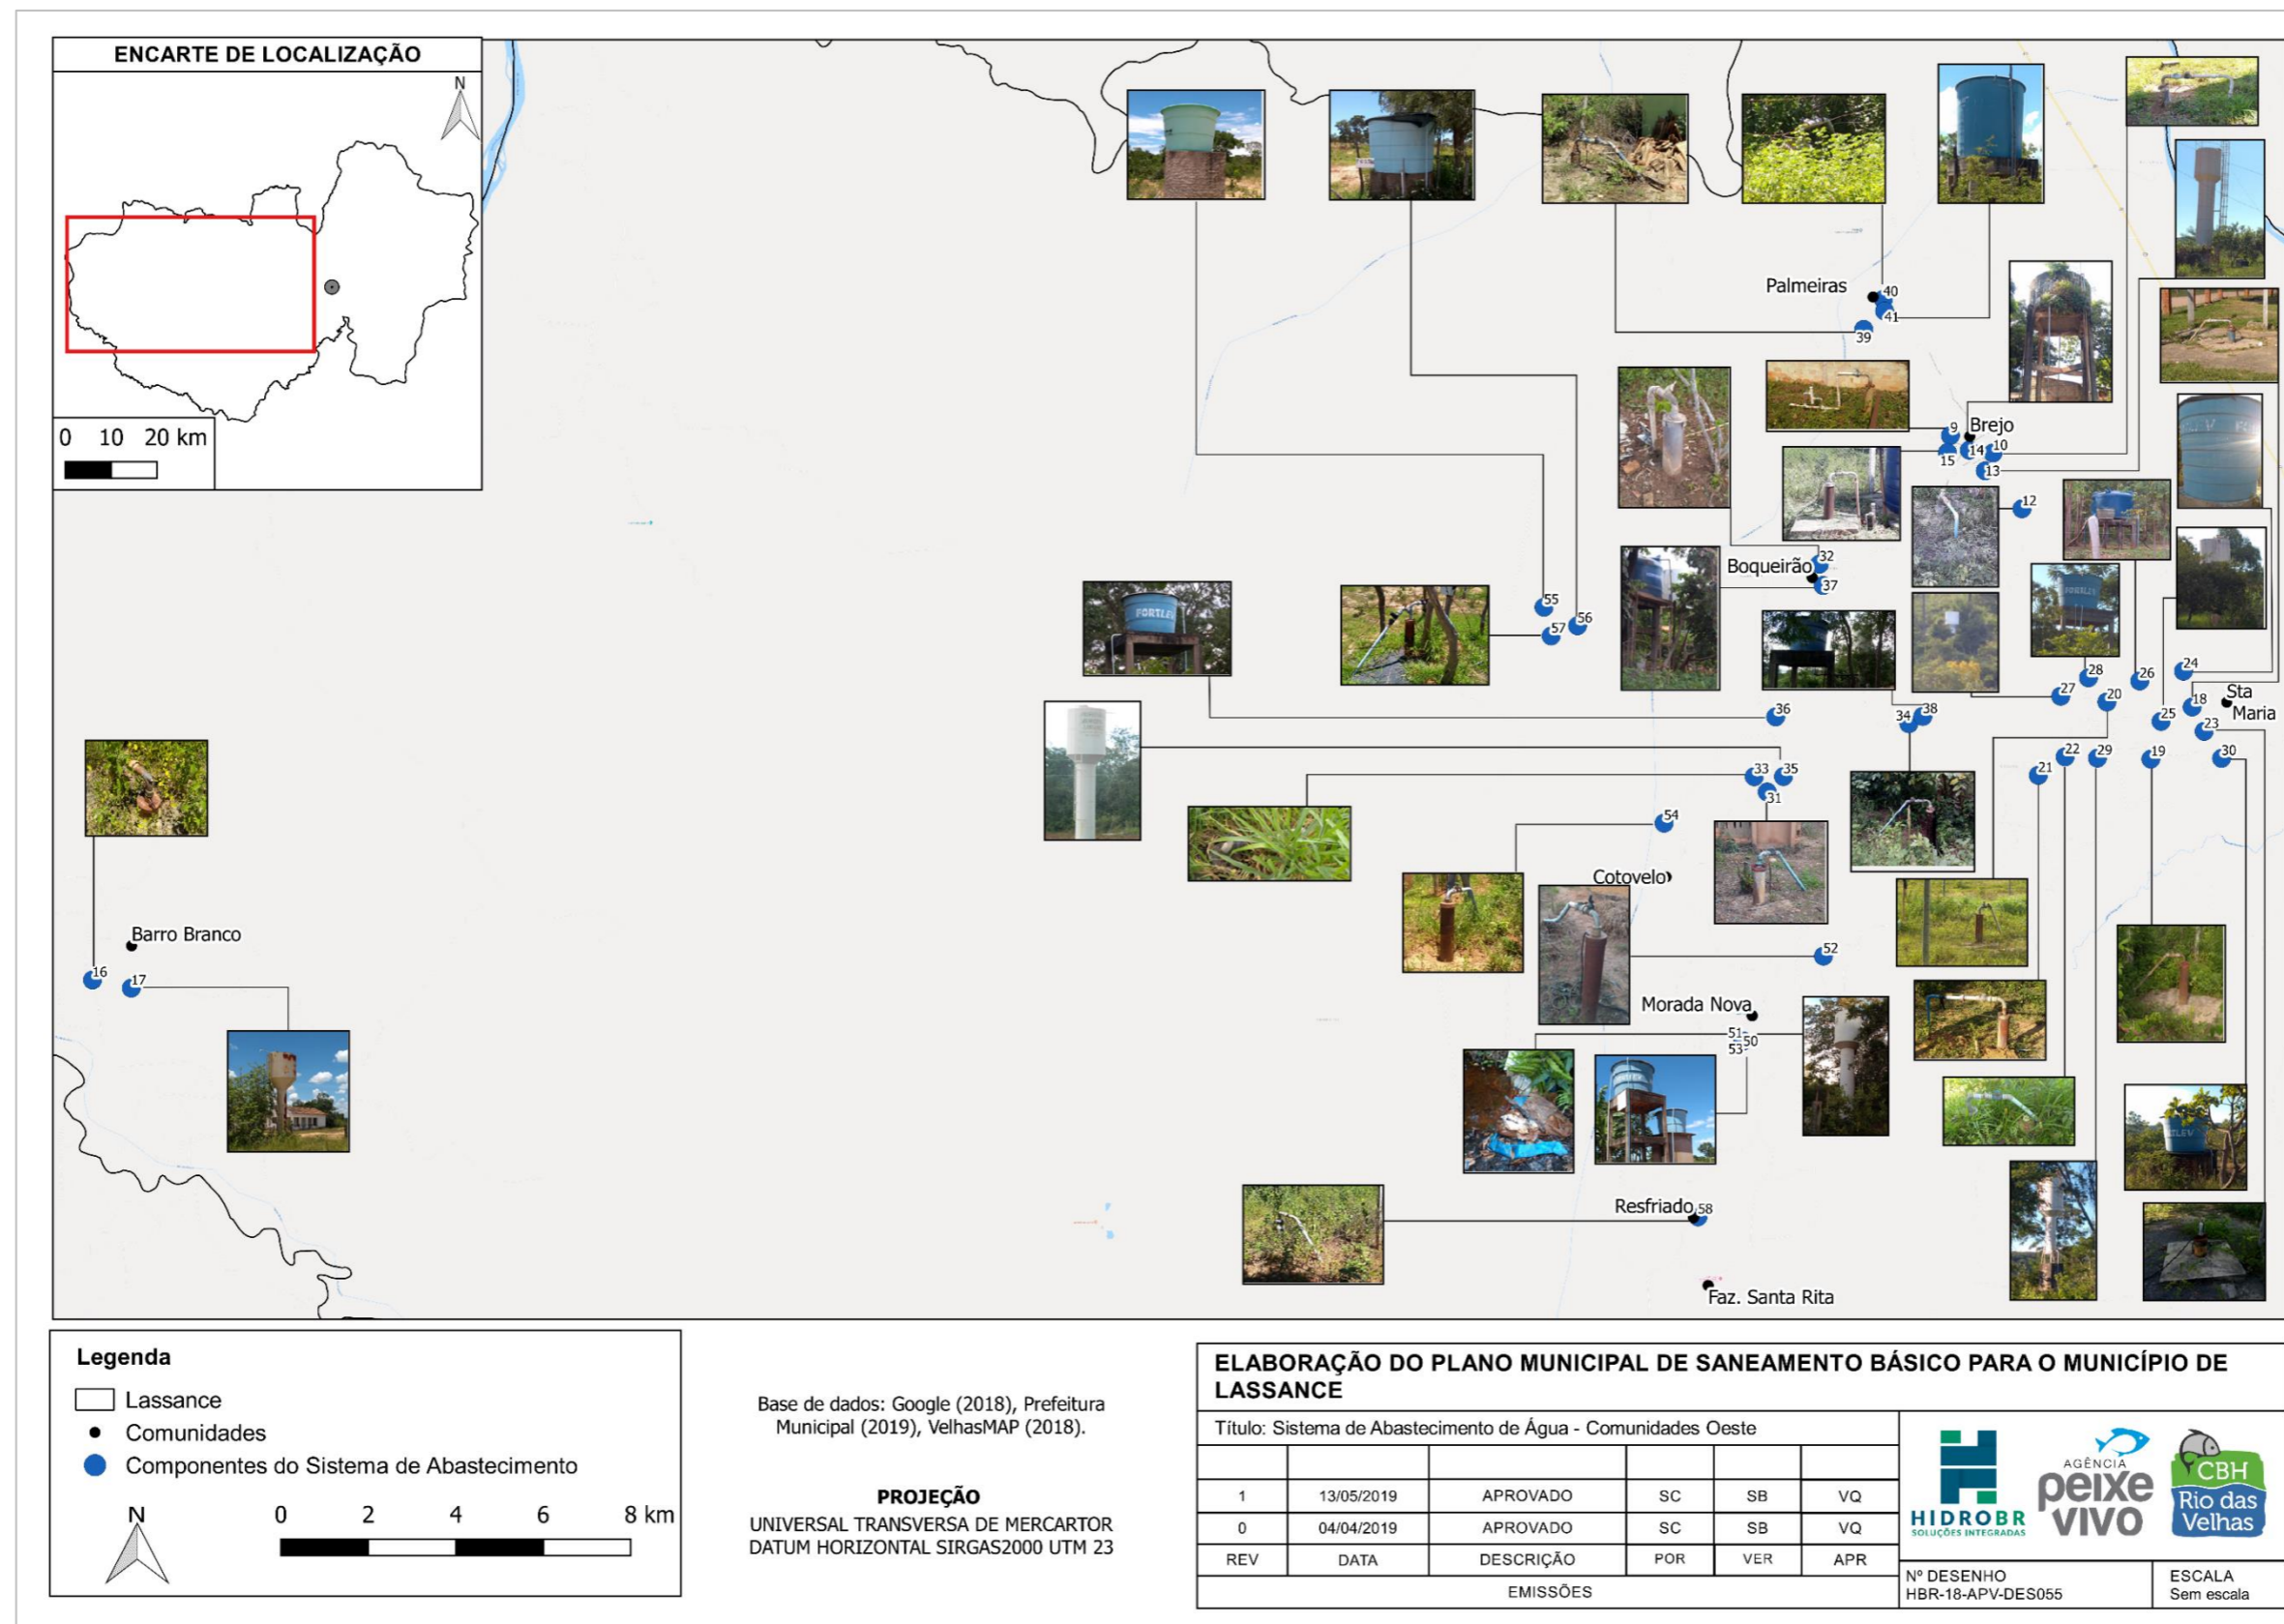 ENCARTE DE LOCALIZAÇÃO
N
0 10 20 km
Palmeiras
40
41
39
9
Brejo
14
10
15
13
12
32
Boqueirão
37
55
56
57
FORTLEV
FORTLEV
28
26
24
27
20
18
Sta
Maria
36
34
38
25
23
22
29
19
30
21
33
35
31
54
Cotovelo
Barro Branco
16
17
52
Morada Nova
51
50
53
Resfriado
58
Faz. Santa Rita
Legenda
Lassance
Comunidades
Componentes do Sistema de Abastecimento
N
0 2 4 6 8 km
Base de dados: Google (2018), Prefeitura
Municipal (2019), VelhasMAP (2018).
PROJEÇÃO
UNIVERSAL TRANSVERSA DE MERCARTOR
DATUM HORIZONTAL SIRGAS2000 UTM 23
ELABORAÇÃO DO PLANO MUNICIPAL DE SANEAMENTO BÁSICO PARA O MUNICÍPIO DE
LASSANCE
Título: Sistema de Abastecimento de Água - Comunidades Oeste
1 13/05/2019 APROVADO SC SB VQ
0 04/04/2019 APROVADO SC SB VQ
REV DATA DESCRIÇÃO POR VER APR
EMISSÕES
HIDROBR
SOLUÇÕES INTEGRADAS
AGÊNCIA
peixe
vivo
CBH
Rio das
Velhas
Nº DESENHO
HBR-18-APV-DES055
ESCALA
Sem escala